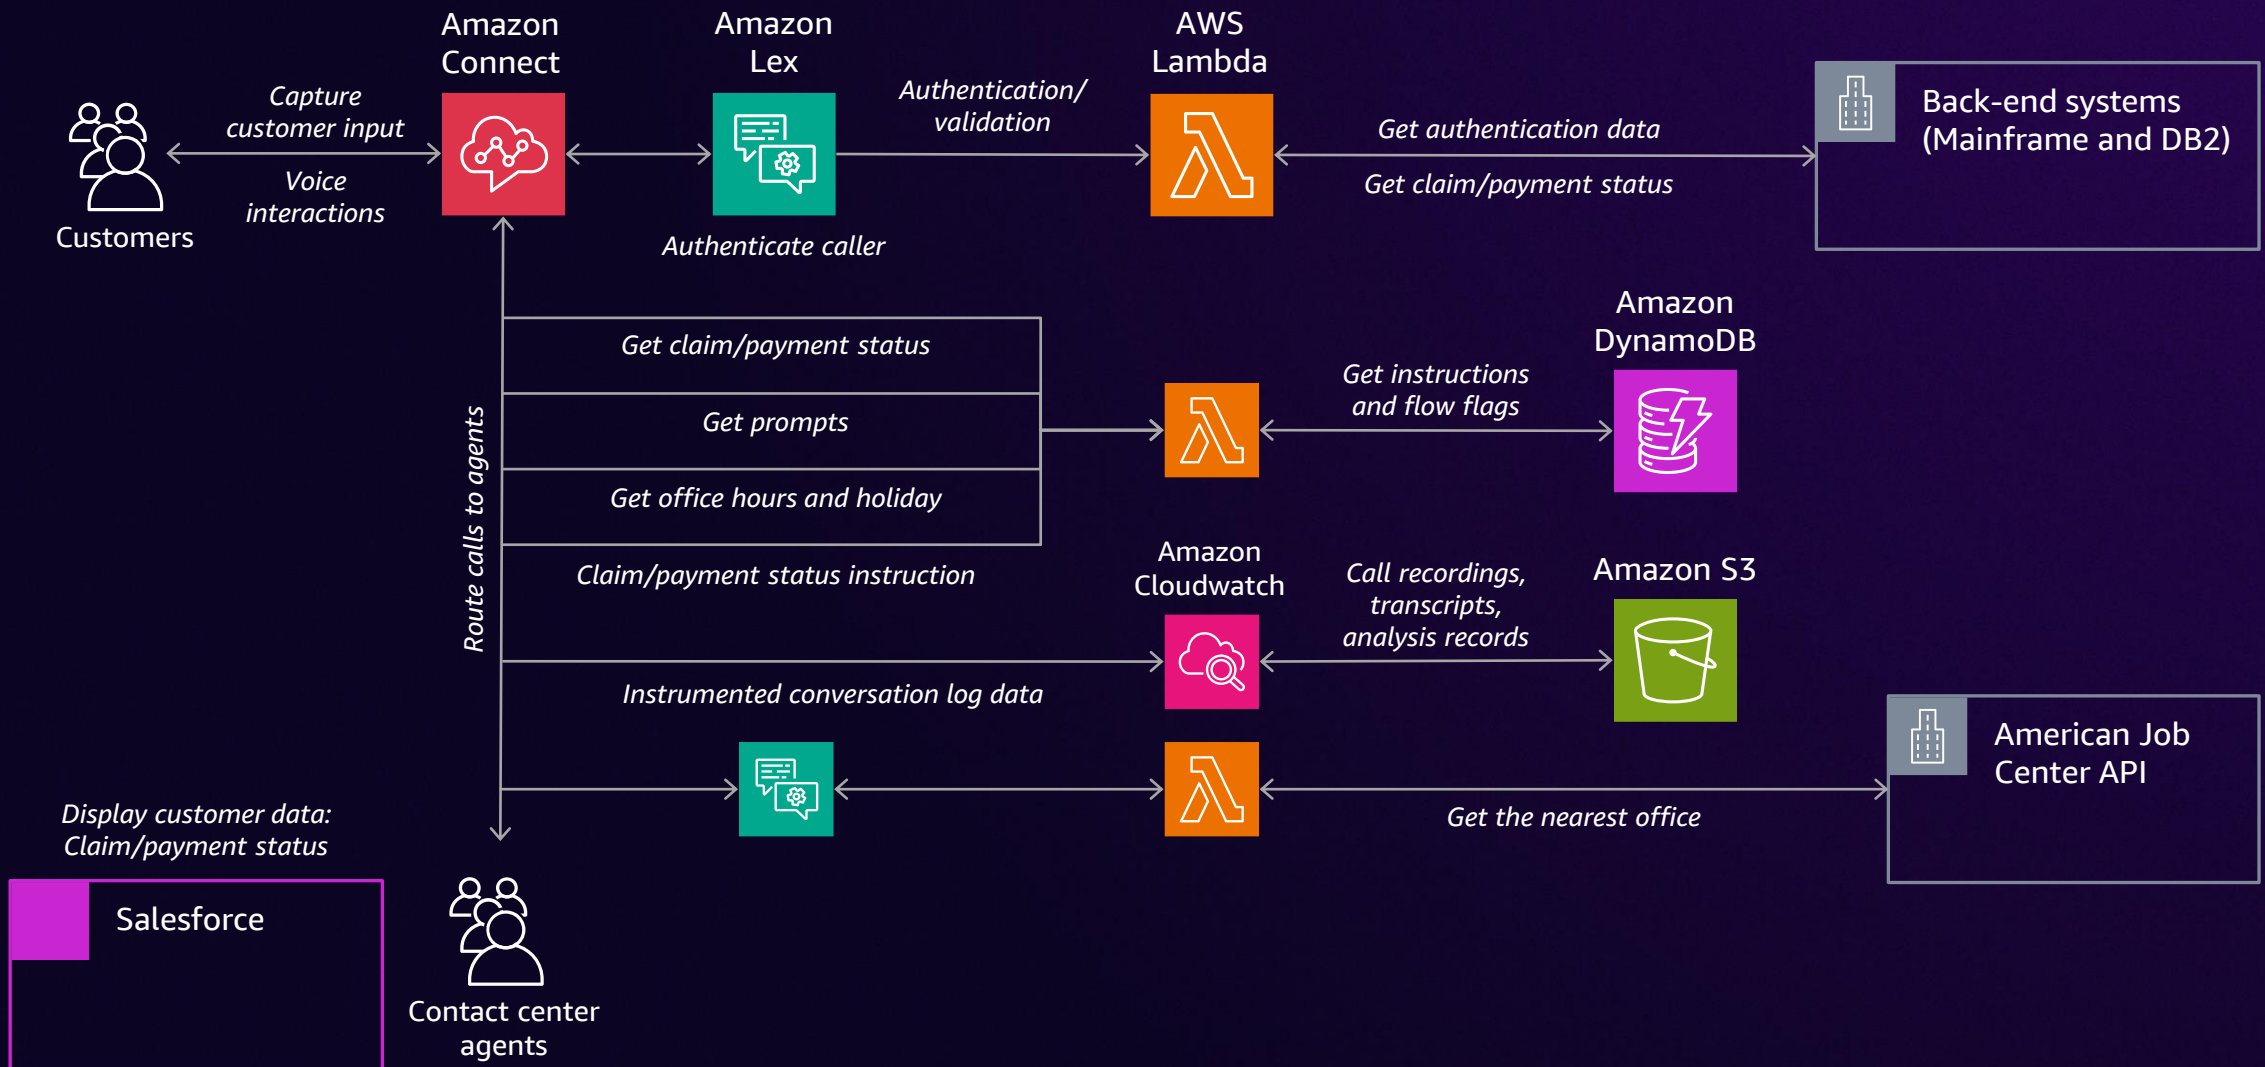 Amazon
Connect
Amazon
Lex
AWS
Lambda
Capture
customer input
Voice
interactions
Customers
Authentication/
validation
Authenticate caller
Get authentication data
Get claim/payment status
Back-end systems
(Mainframe and DB2)
Route calls to agents
Get claim/payment status
Get prompts
Get office hours and holiday
Claim/payment status instruction
Get instructions
and flow flags
Amazon
DynamoDB
Amazon
Cloudwatch
Call recordings,
transcripts,
analysis records
Amazon S3
Instrumented conversation log data
Get the nearest office
American Job
Center API
Display customer data:
Claim/payment status
Salesforce
Contact center
agents